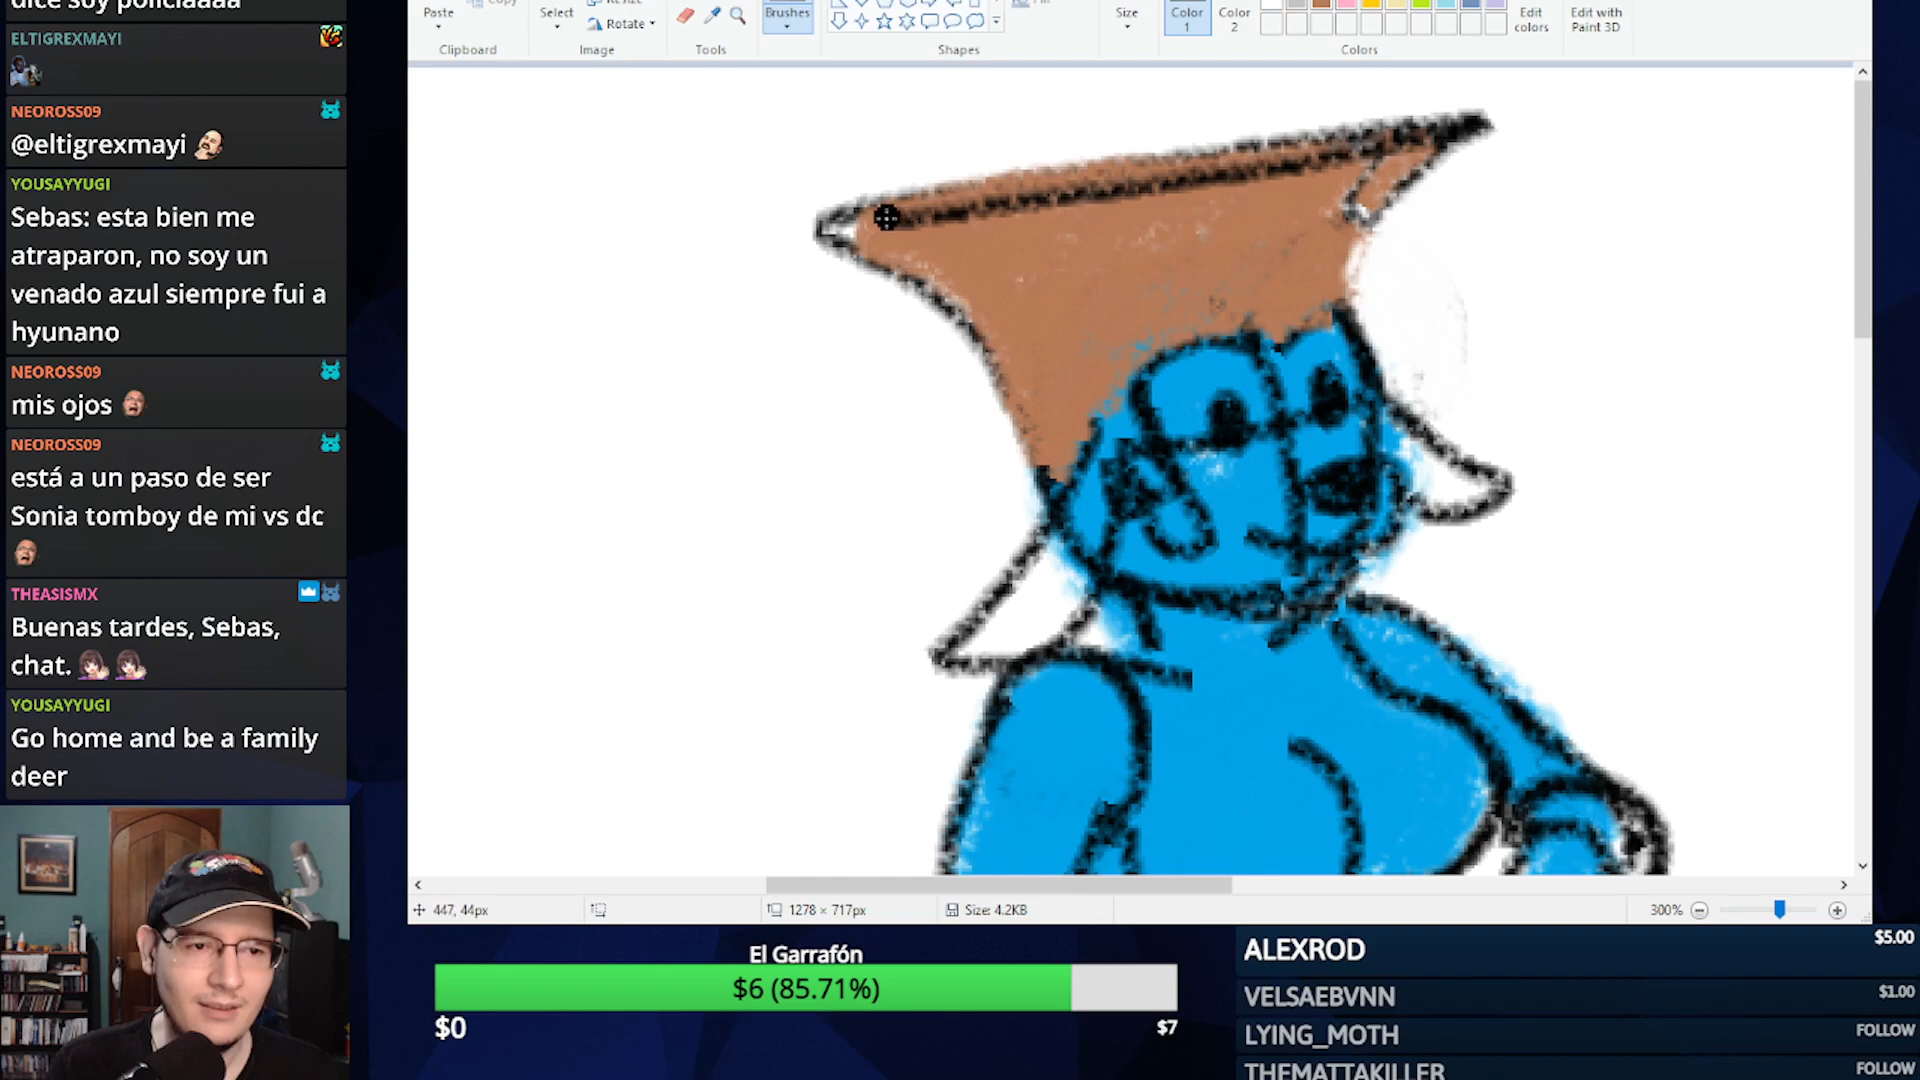 dice soy policiaaaa
ELTIGREXMAYI
NEOROSS09
@eltigrexmayi
YOUSAYYUGI
Sebas: esta bien me
atraparon, no soy un
venado azul siempre fui a
hyunano
NEOROSS09
mis ojos
NEOROSS09
está a un paso de ser
Sonia tomboy de mi vs dc
THEASISMX
Buenas tardes, Sebas,
chat.
YOUSAYYUGI
Go home and be a family
deer
Paste
Copy
Clipboard
Select
Rotate
Image
Tools
Brushes
Shapes
Size
Color
1
Color
2
Edit
colors
Edit with
Paint 3D
Colors
447, 44px
1278 × 717px
Size: 4.2KB
300%
El Garrafón
$6 (85.71%)
$0
$7
ALEXROD
$5.00
VELSAEBVNN
$1.00
LYING_MOTH
FOLLOW
THEMATTAKILLER
FOLLOW